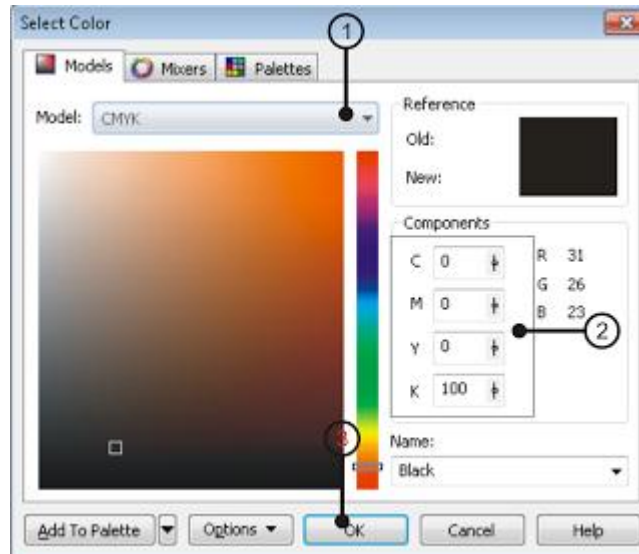 Select Color
1
Models Mixers Palettes
Model: CMYK
Reference
Old:
New:
Components
C 0 R 31
G 26
M 0 B 23
2
Y 0
K 100
3
Name:
Black
Add To Palette Options OK Cancel Help